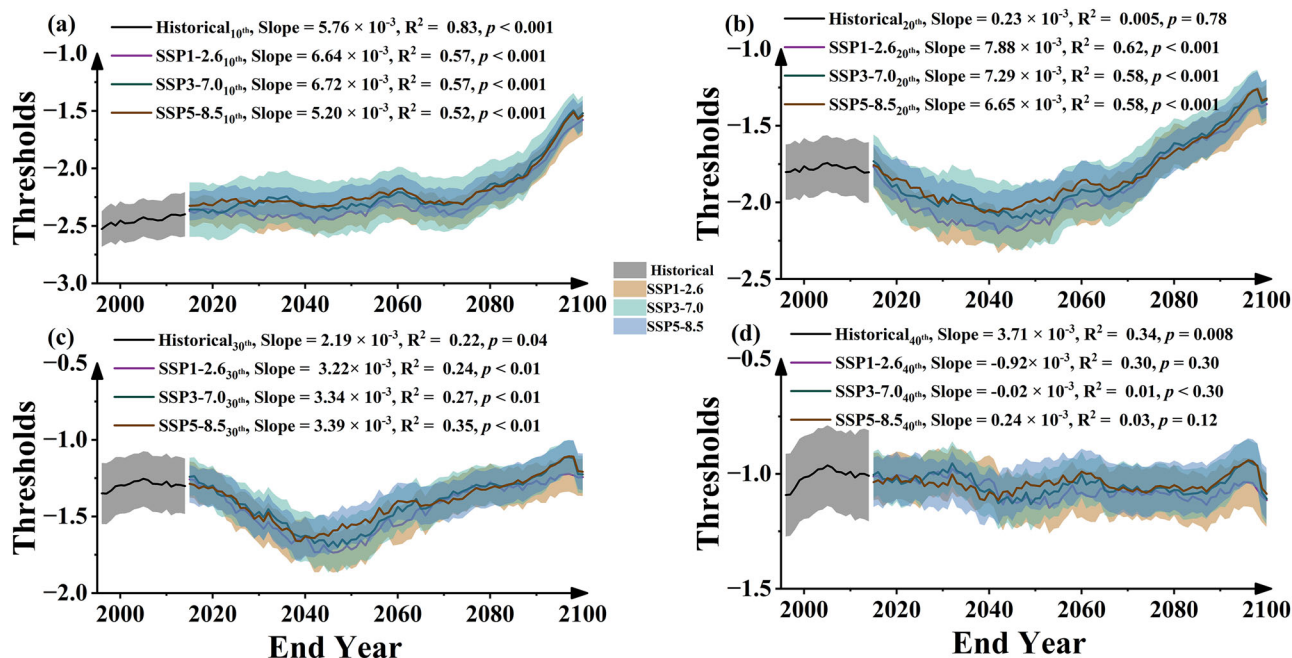 (a)
Historical10th, Slope = 5.76 × 10-3, R2 = 0.83, p < 0.001
SSP1-2.610th, Slope = 6.64 × 10-3, R2 = 0.57, p < 0.001
SSP3-7.010th, Slope = 6.72 × 10-3, R2 = 0.57, p < 0.001
SSP5-8.510th, Slope = 5.20 × 10-3, R2 = 0.52, p < 0.001
Thresholds
−1.0
−1.5
−2.0
−2.5
−3.0
2000 2020 2040 2060 2080 2100
(b)
Historical20th, Slope = 0.23 × 10-3, R2 = 0.005, p = 0.78
SSP1-2.620th, Slope = 7.88 × 10-3, R2 = 0.62, p < 0.001
SSP3-7.020th, Slope = 7.29 × 10-3, R2 = 0.58, p < 0.001
SSP5-8.520th, Slope = 6.65 × 10-3, R2 = 0.58, p < 0.001
Thresholds
−1.0
−1.5
−2.0
−2.5
2000 2020 2040 2060 2080 2100
Historical
SSP1-2.6
SSP3-7.0
SSP5-8.5
(c)
Historical30th, Slope = 2.19 × 10-3, R2 = 0.22, p = 0.04
SSP1-2.630th, Slope = 3.22× 10-3, R2 = 0.24, p < 0.01
SSP3-7.030th, Slope = 3.34 × 10-3, R2 = 0.27, p < 0.01
SSP5-8.530th, Slope = 3.39 × 10-3, R2 = 0.35, p < 0.01
Thresholds
−0.5
−1.0
−1.5
−2.0
2000 2020 2040 2060 2080 2100
End Year
(d)
Historical40th, Slope = 3.71 × 10-3, R2 = 0.34, p = 0.008
SSP1-2.640th, Slope = -0.92× 10-3, R2 = 0.30, p = 0.30
SSP3-7.040th, Slope = -0.02 × 10-3, R2 = 0.01, p < 0.30
SSP5-8.540th, Slope = 0.24 × 10-3, R2 = 0.03, p = 0.12
Thresholds
−0.5
−1.0
−1.5
2000 2020 2040 2060 2080 2100
End Year